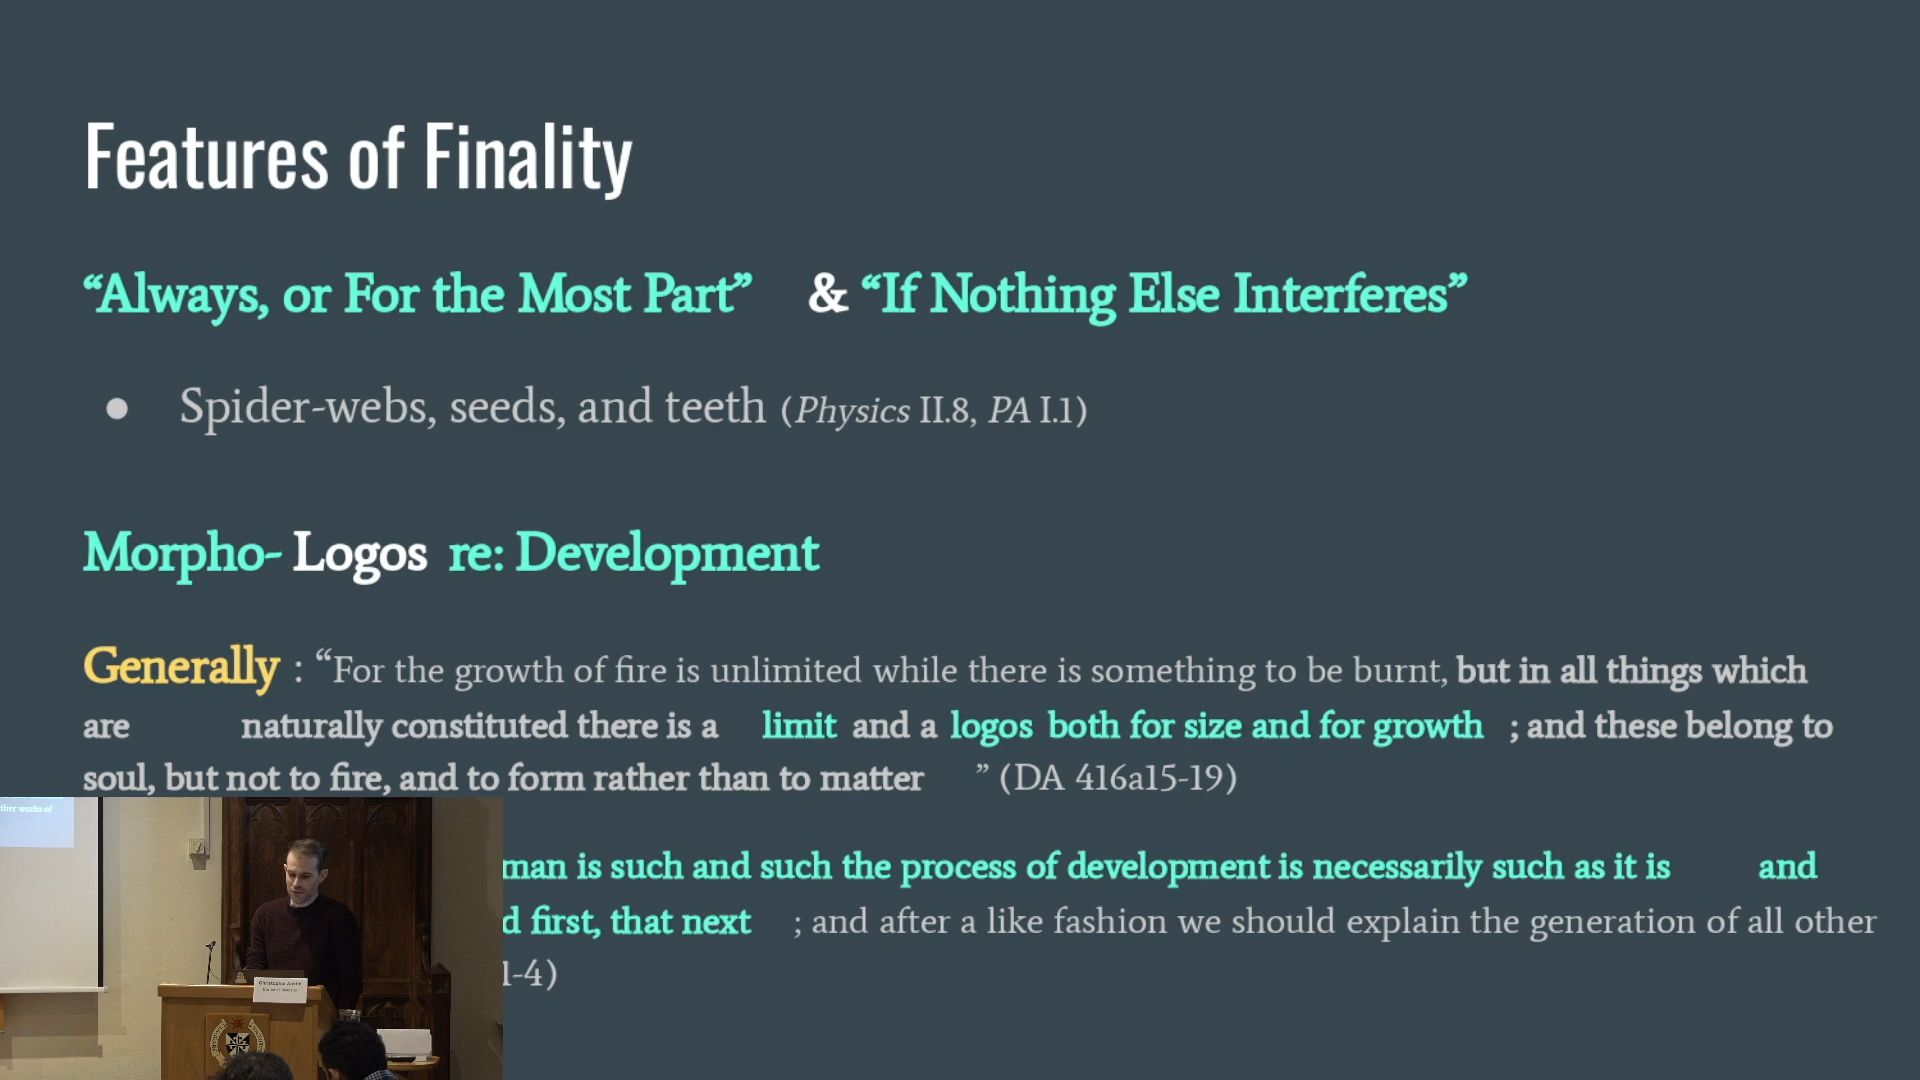 Features of Finality
“Always, or For the Most Part” & “If Nothing Else Interferes”
● Spider-webs, seeds, and teeth (Physics II.8, PA I.1)
Morpho- Logos re: Development
Generally : “For the growth of fire is unlimited while there is something to be burnt, but in all things which
are naturally constituted there is a limit and a logos both for size and for growth ; and these belong to
soul, but not to fire, and to form rather than to matter ” (DA 416a15-19)
ther works of
man is such and such the process of development is necessarily such as it is and
d first, that next ; and after a like fashion we should explain the generation of all other
1-4)
Christopher Austin